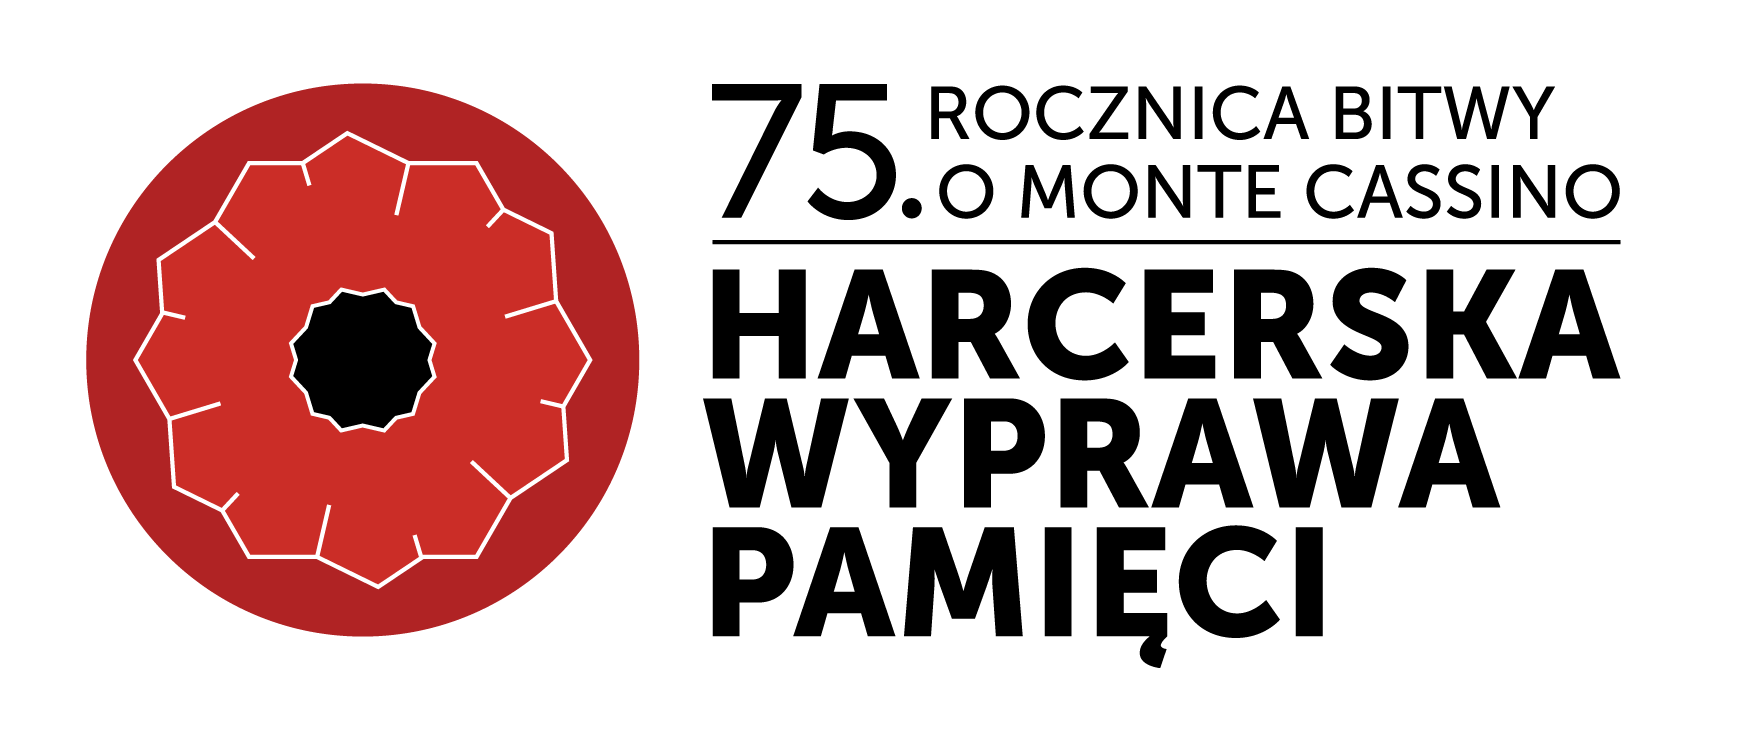 75. ROCZNICA BITWY
O MONTE CASSINO
HARCERSKA
WYPRAWA
PAMIĘCI